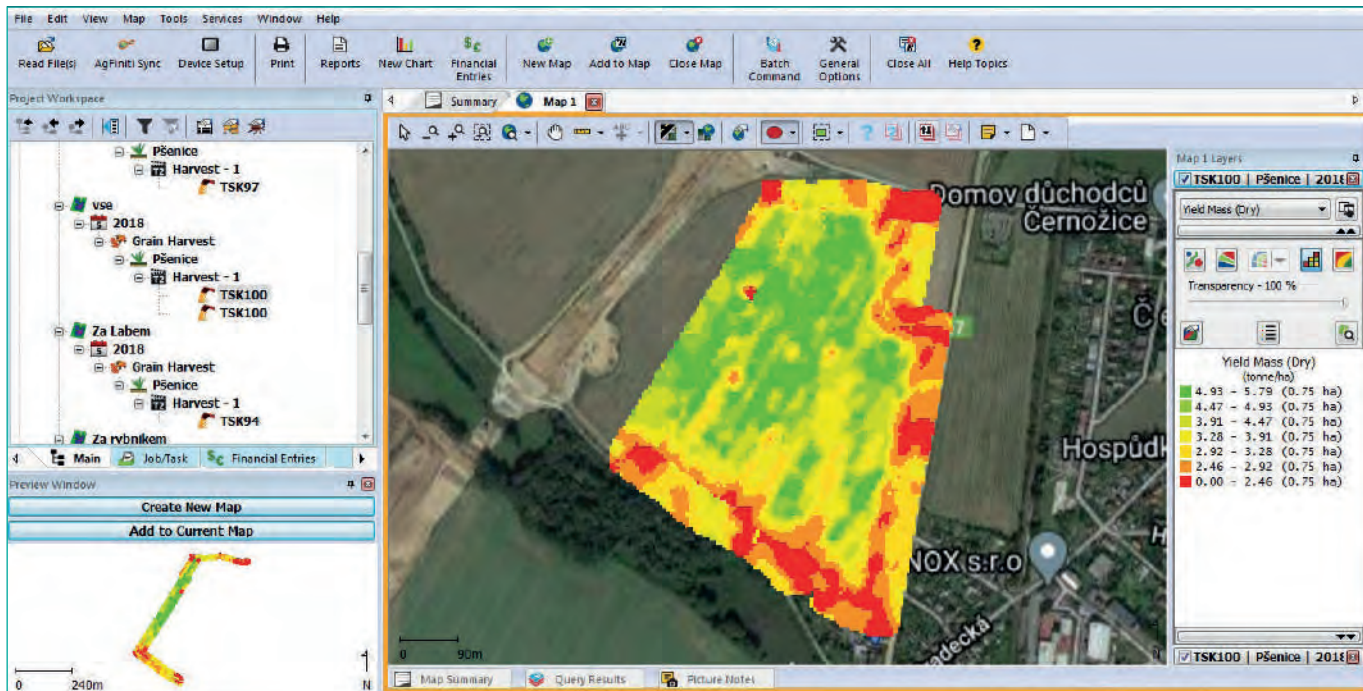 File Edit View Map Tools Services Window Help
Read File(s) AgFiniti Sync Device Setup Print Reports New Chart Financial Entries New Map Add to Map Close Map Batch Command General Options Close All Help Topics
Project Workspace
Summary Map 1
Pšenice
Harvest - 1
TSK97
vse
2018
Grain Harvest
Pšenice
Harvest - 1
TSK100
TSK100
Za Labem
2018
Grain Harvest
Pšenice
Harvest - 1
TSK94
Za rybnikem
Main Job/Task Financial Entries
Preview Window
Create New Map
Add to Current Map
0 240m
N
Domov důchodců
Černožice
7
Hospůdk
NOX s.r.o
adecká
0 90m
Map Summary Query Results Picture Notes
Map 1 Layers
TSK100 | Pšenice | 2018
Yield Mass (Dry)
Transparency - 100 %
Yield Mass (Dry)
(tonne/ha)
4.93 - 5.79 (0.75 ha)
4.47 - 4.93 (0.75 ha)
3.91 - 4.47 (0.75 ha)
3.28 - 3.91 (0.75 ha)
2.92 - 3.28 (0.75 ha)
2.46 - 2.92 (0.75 ha)
0.00 - 2.46 (0.75 ha)
TSK100 | Pšenice | 2018